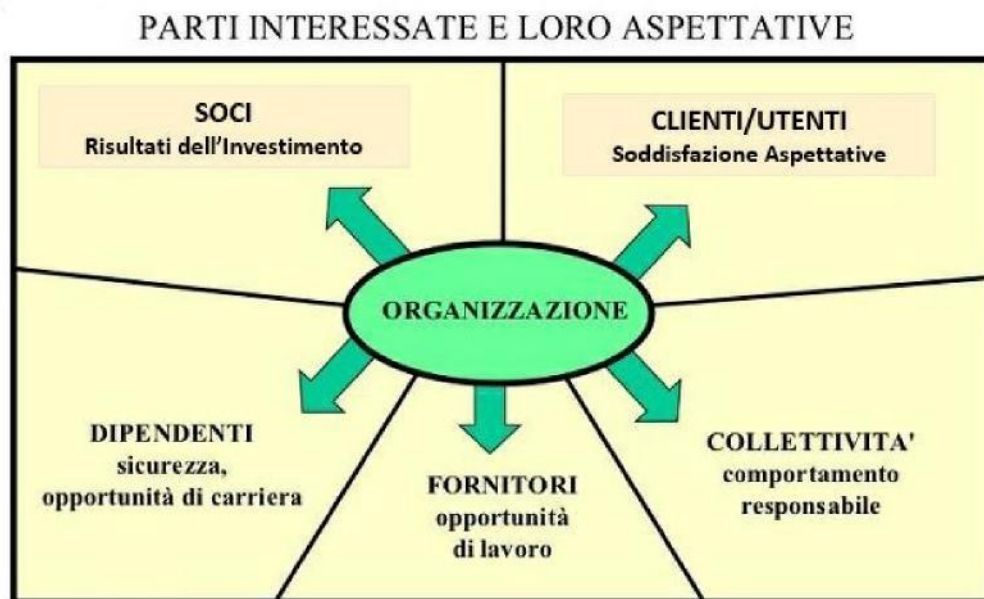 PARTI INTERESSATE E LORO ASPETTATIVE
SOCI
Risultati dell'Investimento
CLIENTI/UTENTI
Soddisfazione Aspettative
ORGANIZZAZIONE
DIPENDENTI
sicurezza,
opportunità di carriera
FORNITORI
opportunità
di lavoro
COLLETTIVITA'
comportamento
responsabile